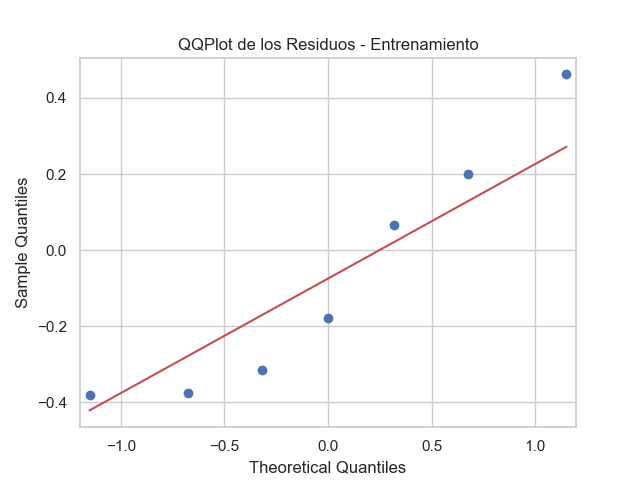 QQPlot de los Residuos - Entrenamiento
0.4
0.2
0.0
−0.2
−0.4
Sample Quantiles
−1.0 −0.5 0.0 0.5 1.0
Theoretical Quantiles